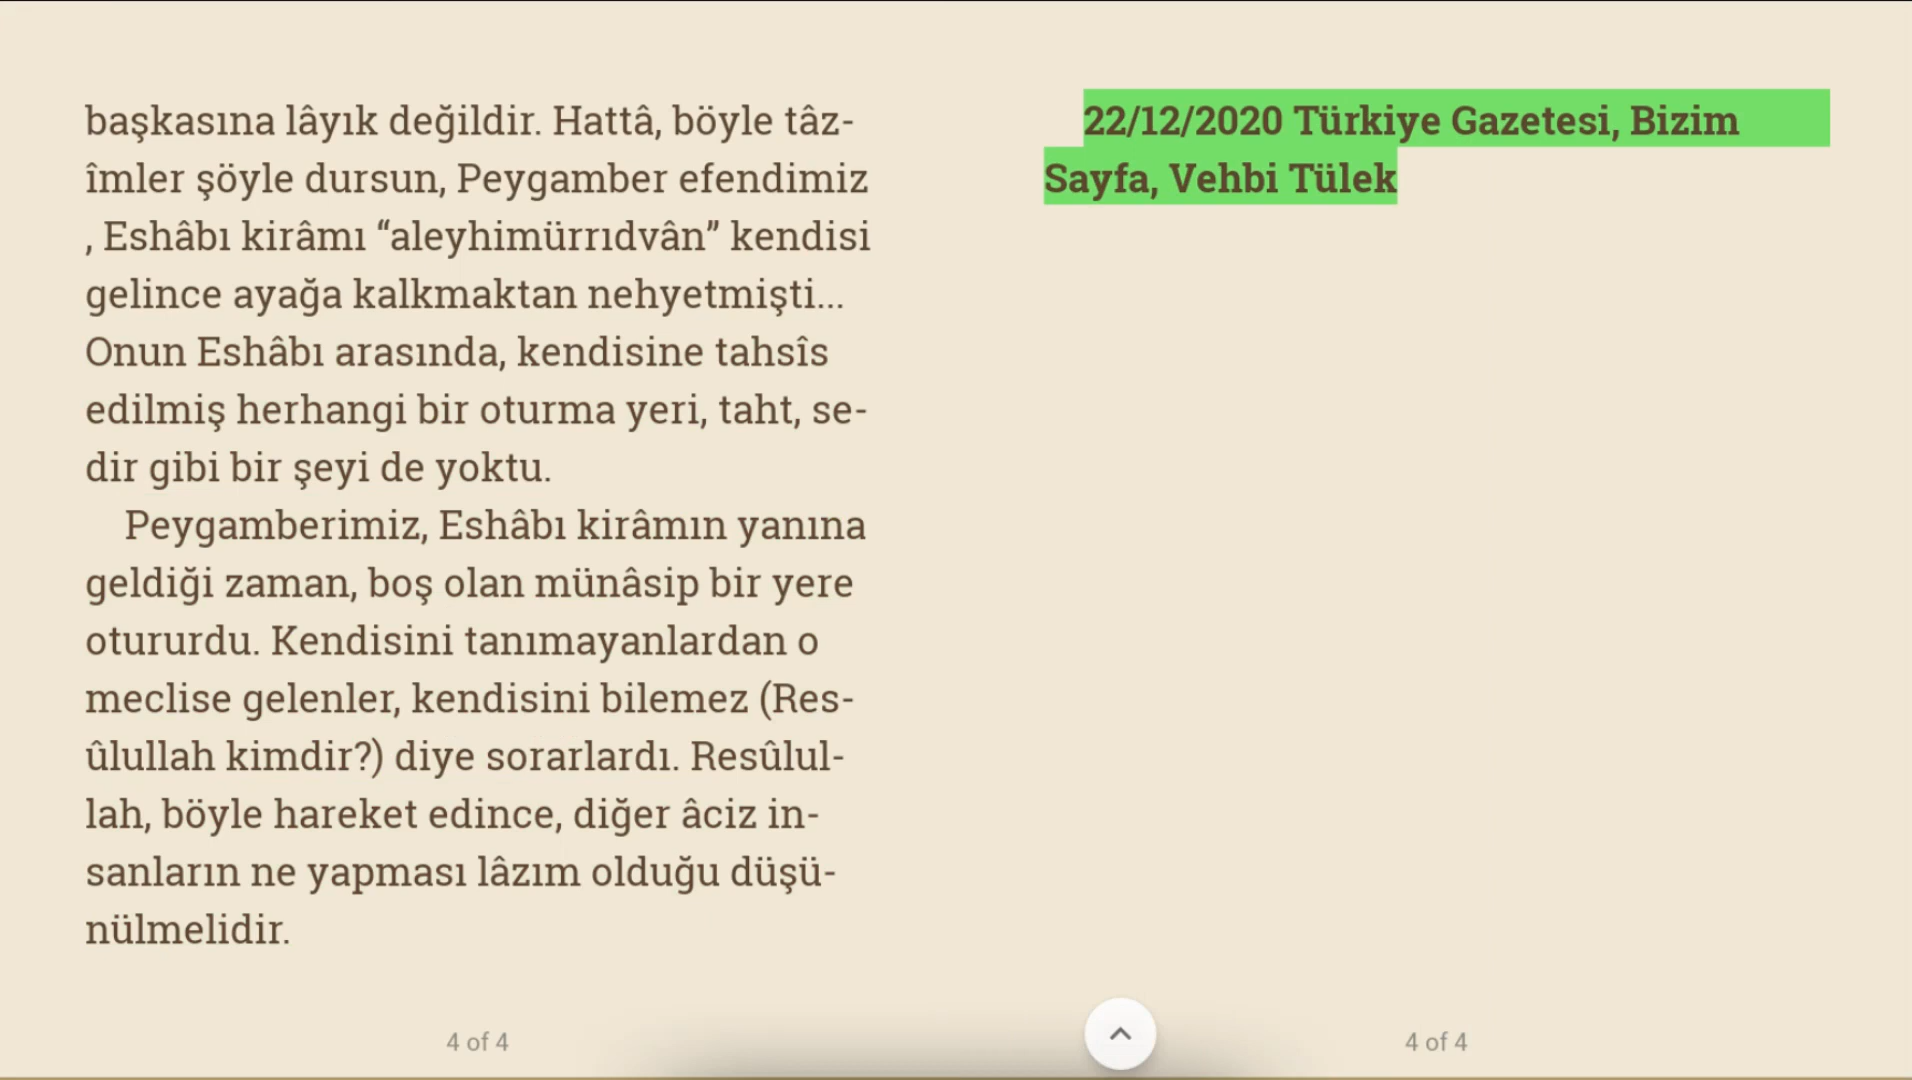 başkasına lâyık değildir. Hattâ, böyle tâz-
îmler şöyle dursun, Peygamber efendimiz
, Eshâbı kirâmı “aleyhimürrıdvân” kendisi
gelince ayağa kalkmaktan nehyetmişti...
Onun Eshâbı arasında, kendisine tahsîs
edilmiş herhangi bir oturma yeri, taht, se-
dir gibi bir şeyi de yoktu.
Peygamberimiz, Eshâbı kirâmın yanına
geldiği zaman, boş olan münâsip bir yere
otururdu. Kendisini tanımayanlardan o
meclise gelenler, kendisini bilemez (Res-
ûlullah kimdir?) diye sorarlardı. Resûlul-
lah, böyle hareket edince, diğer âciz in-
sanların ne yapması lâzım olduğu düşü-
nülmelidir.
4 of 4
22/12/2020 Türkiye Gazetesi, Bizim
Sayfa, Vehbi Tülek
4 of 4